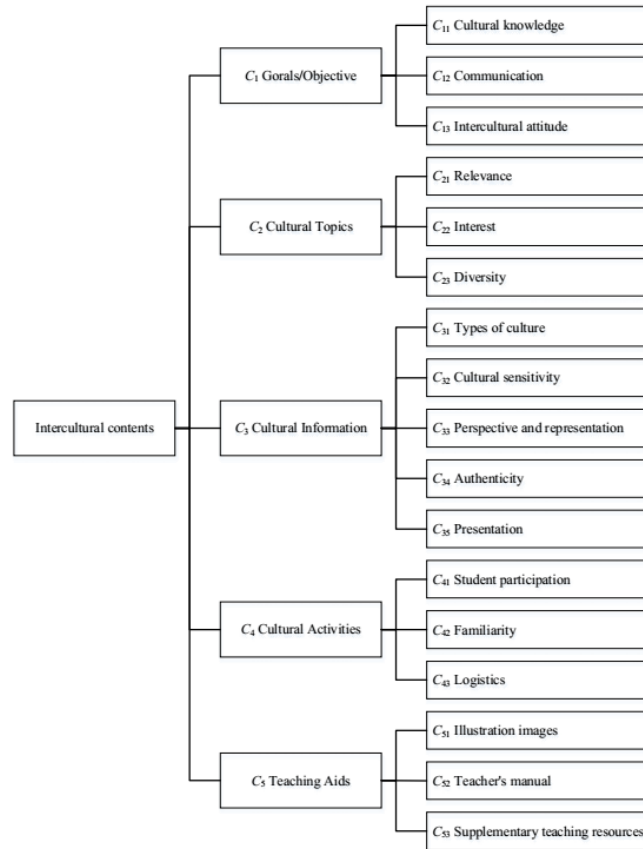 Intercultural contents
C₁ Gorals/Objective
C₁₁ Cultural knowledge
C₁₂ Communication
C₁₃ Intercultural attitude
C₂ Cultural Topics
C₂₁ Relevance
C₂₂ Interest
C₂₃ Diversity
C₃ Cultural Information
C₃₁ Types of culture
C₃₂ Cultural sensitivity
C₃₃ Perspective and representation
C₃₄ Authenticity
C₃₅ Presentation
C₄ Cultural Activities
C₄₁ Student participation
C₄₂ Familiarity
C₄₃ Logistics
C₅ Teaching Aids
C₅₁ Illustration images
C₅₂ Teacher's manual
C₅₃ Supplementary teaching resources